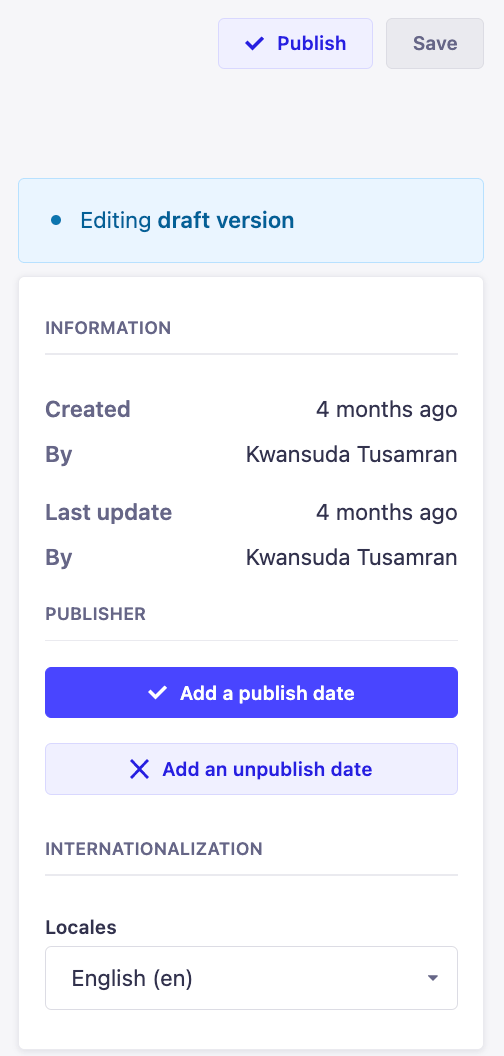 Publish
Save
Editing draft version
INFORMATION
Created 4 months ago
By Kwansuda Tusamran
Last update 4 months ago
By Kwansuda Tusamran
PUBLISHER
Add a publish date
Add an unpublish date
INTERNATIONALIZATION
Locales
English (en)